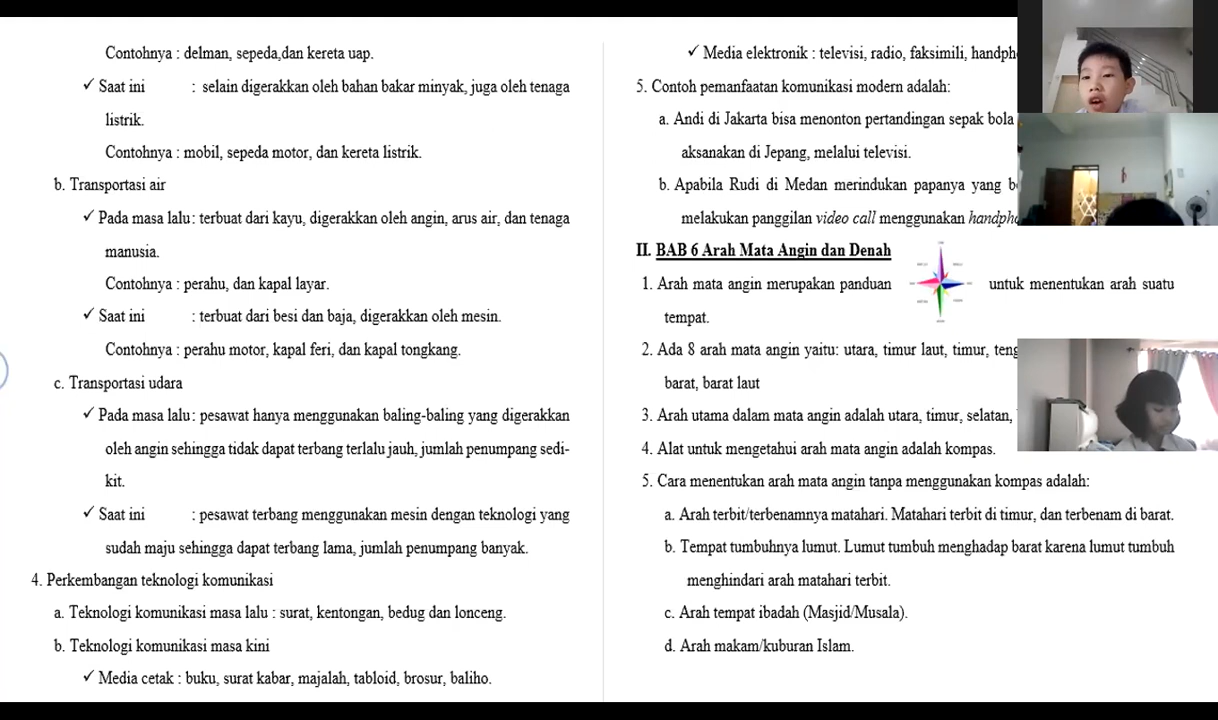 Contohnya : delman, sepeda,dan kereta uap.
✓ Saat ini : selain digerakkan oleh bahan bakar minyak, juga oleh tenaga
listrik.
Contohnya : mobil, sepeda motor, dan kereta listrik.
b. Transportasi air
✓ Pada masa lalu : terbuat dari kayu, digerakkan oleh angin, arus air, dan tenaga
manusia.
Contohnya : perahu, dan kapal layar.
✓ Saat ini : terbuat dari besi dan baja, digerakkan oleh mesin.
Contohnya : perahu motor, kapal feri, dan kapal tongkang.
c. Transportasi udara
✓ Pada masa lalu : pesawat hanya menggunakan baling-baling yang digerakkan
oleh angin sehingga tidak dapat terbang terlalu jauh, jumlah penumpang sedi-
kit.
✓ Saat ini : pesawat terbang menggunakan mesin dengan teknologi yang
sudah maju sehingga dapat terbang lama, jumlah penumpang banyak.
4. Perkembangan teknologi komunikasi
a. Teknologi komunikasi masa lalu : surat, kentongan, bedug dan lonceng.
b. Teknologi komunikasi masa kini
✓ Media cetak : buku, surat kabar, majalah, tabloid, brosur, baliho.
✓ Media elektronik : televisi, radio, faksimili,
5. Contoh pemanfaatan komunikasi modern adalah:
a. Andi di Jakarta bisa menonton pertandingan sepak bola
aksanakan di Jepang, melalui televisi.
b. Apabila Rudi di Medan merindukan papanya yang
melakukan panggilan video call menggunakan
II. BAB 6 Arah Mata Angin dan Denah
1. Arah mata angin merupakan panduan untuk menentukan arah suatu
tempat.
2. Ada 8 arah mata angin yaitu: utara, timur laut, timur,
barat, barat laut
3. Arah utama dalam mata angin adalah utara, timur, selatan,
4. Alat untuk mengetahui arah mata angin adalah kompas.
5. Cara menentukan arah mata angin tanpa menggunakan kompas adalah:
a. Arah terbit/terbenamnya matahari. Matahari terbit di timur, dan terbenam di barat.
b. Tempat tumbuhnya lumut. Lumut tumbuh menghadap barat karena lumut tumbuh
menghindari arah matahari terbit.
c. Arah tempat ibadah (Masjid/Musala).
d. Arah makam/kuburan Islam.